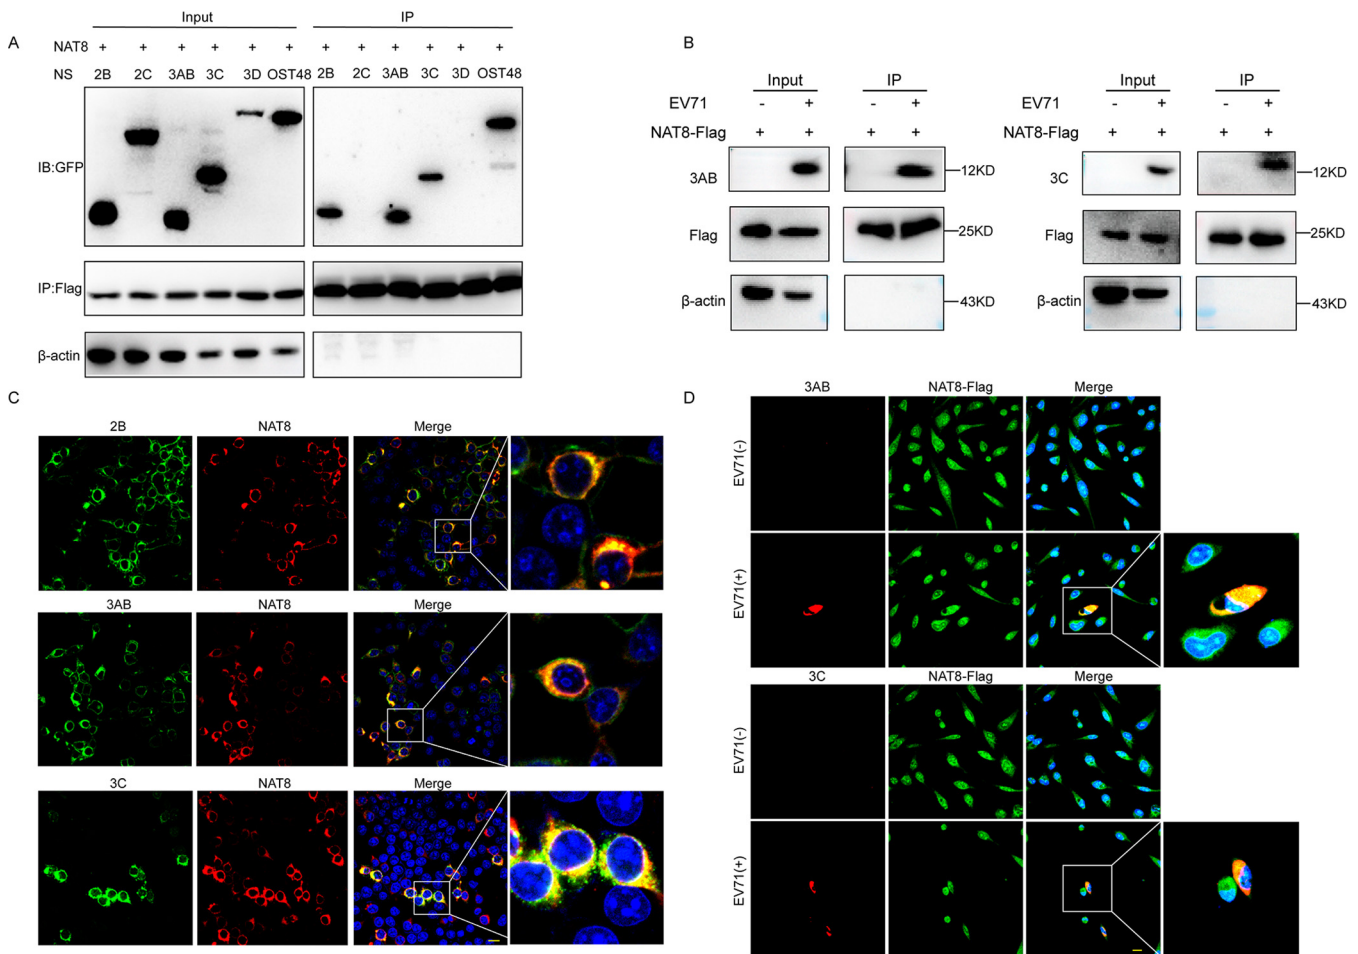 A
Input IP
NAT8 + + + + + + + + + + + +
NS 2B 2C 3AB 3C 3D OST48 2B 2C 3AB 3C 3D OST48
IB:GFP
IP:Flag
β-actin
B
Input IP
EV71 - + - +
NAT8-Flag + + + +
3AB —12KD
Flag —25KD
β-actin —43KD
Input IP
EV71 - + - +
NAT8-Flag + + + +
3C —12KD
Flag —25KD
β-actin —43KD
C
2B NAT8 Merge
3AB NAT8 Merge
3C NAT8 Merge
D
3AB NAT8-Flag Merge
EV71(-)
EV71(+)
3C NAT8-Flag Merge
EV71(-)
EV71(+)